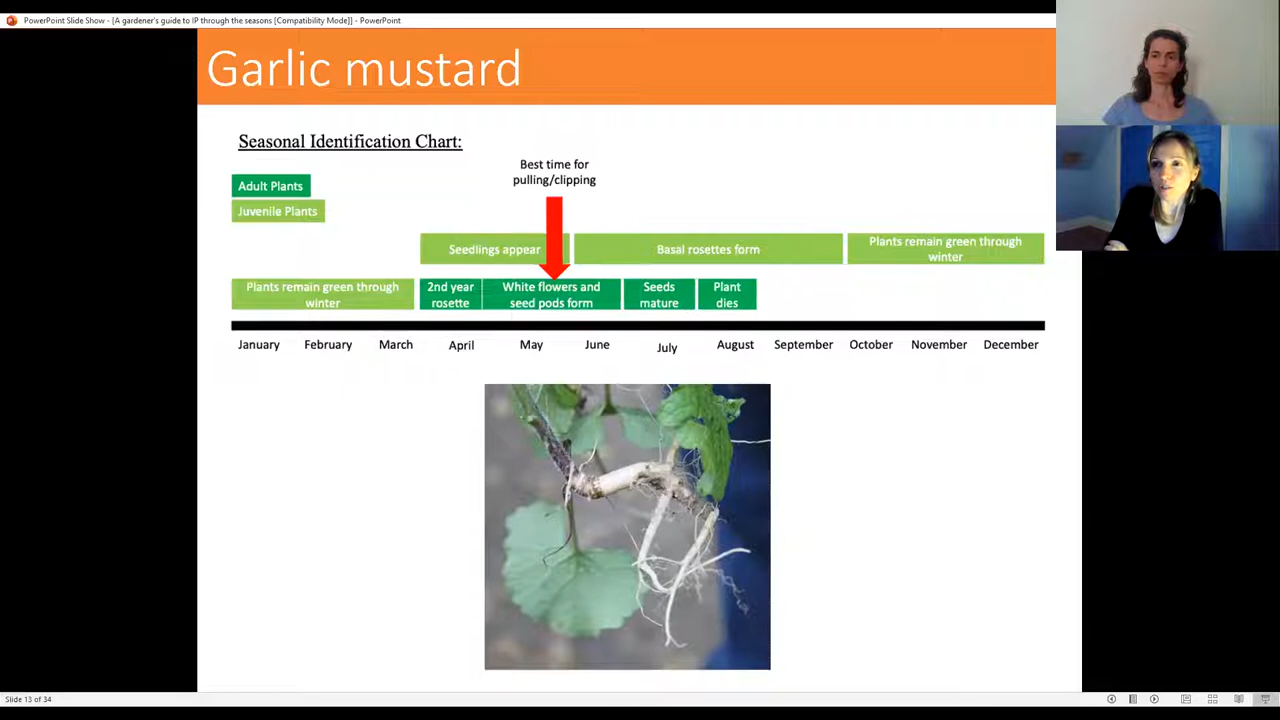 PowerPoint Slide Show - [A gardener's guide to IP through the seasons [Compatibility Mode]] - PowerPoint
Garlic mustard
Seasonal Identification Chart:
Best time for
pulling/clipping
Adult Plants
Juvenile Plants
Seedlings appear
Basal rosettes form
Plants remain green through
winter
Plants remain green through
winter
2nd year
rosette
White flowers and
seed pods form
Seeds
mature
Plant
dies
January February March April May June July August September October November December
Slide 13 of 34